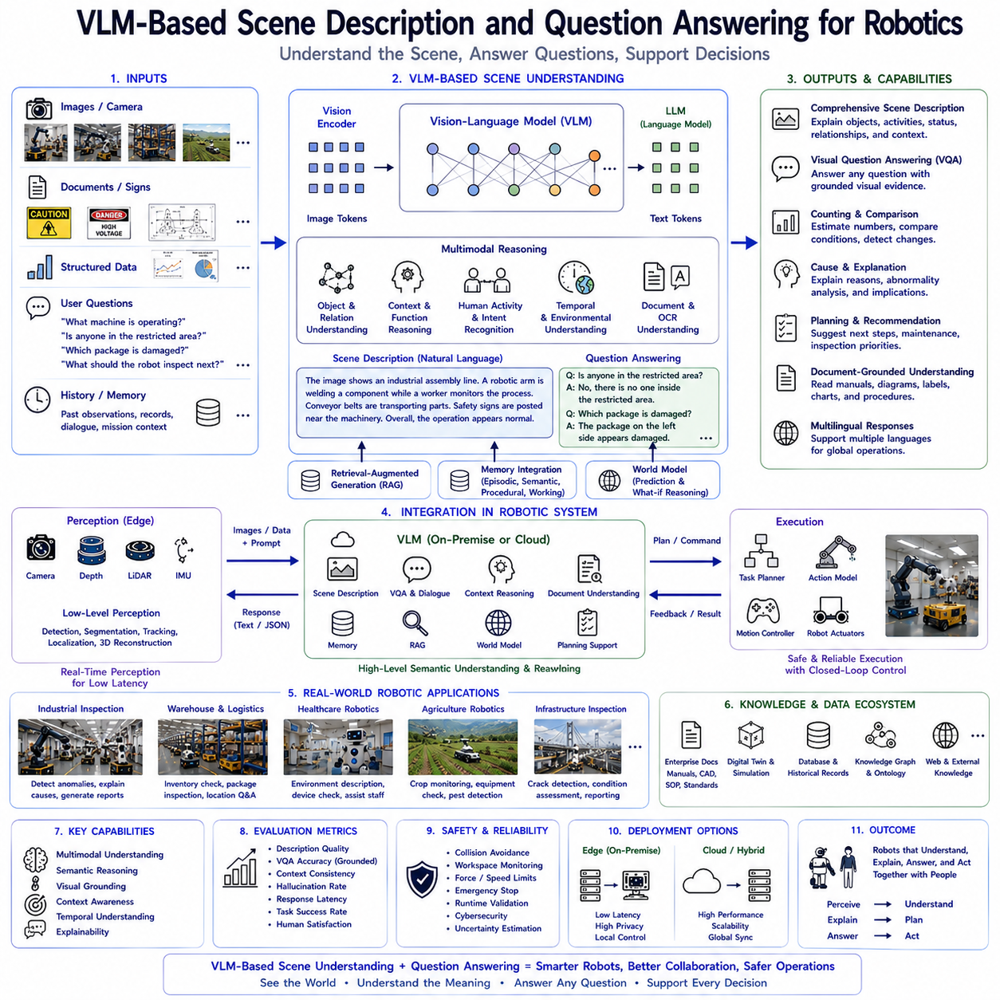 VLM-Based Scene Description and Question Answering for Robotics
Understand the Scene, Answer Questions, Support Decisions
1. INPUTS
Images / Camera
Documents / Signs
CAUTION
DANGER
HIGH
VOLTAGE
Structured Data
User Questions
"What machine is operating?"
"Is anyone in the restricted area?"
"Which package is damaged?"
"What should the robot inspect next?"
History / Memory
Past observations, records,
dialogue, mission context
2. VLM-BASED SCENE UNDERSTANDING
Vision
Encoder
Image Tokens
Vision-Language Model (VLM)
LLM
(Language Model)
Text Tokens
Multimodal Reasoning
Object &
Relation
Understanding
Context &
Function
Reasoning
Human Activity
& Intent
Recognition
Temporal
& Environmental
Understanding
A
Document &
OCR
Understanding
Scene Description (Natural Language)
The image shows an industrial assembly line. A robotic arm is
welding a component while a worker monitors the process.
Conveyor belts are transporting parts. Safety signs are posted
near the machinery. Overall, the operation appears normal.
Question Answering
Q: Is anyone in the restricted area?
A: No, there is no one inside
the restricted area.
Q: Which package is damaged?
A: The package on the left
side appears damaged.
Retrieval-Augmented
Generation (RAG)
Memory Integration
(Episodic, Semantic,
Procedural, Working)
World Model
(Prediction &
What-if Reasoning)
3. OUTPUTS & CAPABILITIES
Comprehensive Scene Description
Explain objects, activities, status,
relationships, and context.
Visual Question Answering (VQA)
Answer any question with
grounded visual evidence.
Counting & Comparison
Estimate numbers, compare
conditions, detect changes.
Cause & Explanation
Explain reasons, abnormality
analysis, and implications.
Planning & Recommendation
Suggest next steps, maintenance,
inspection priorities.
Document-Grounded Understanding
Read manuals, diagrams, labels,
charts, and procedures.
Multilingual Responses
Support multiple languages
for global operations.
4. INTEGRATION IN ROBOTIC SYSTEM
Perception (Edge)
Camera
Depth
LiDAR
IMU
Low-Level Perception
Detection, Segmentation, Tracking,
Localization, 3D Reconstruction
Real-Time Perception
for Low Latency
Images / Data
+ Prompt
Response
(Text / JSON)
VLM (On-Premise or Cloud)
Scene Description
VQA & Dialogue
Context Reasoning
Document Understanding
Memory
RAG
World Model
Planning Support
High-Level Semantic Understanding & Reawlning
Plan / Command
Feedback / Result
Execution
Task Planner
Action Model
Motion Controller
Robot Actuators
Safe & Reliable Execution
with Closed-Loop Control
5. REAL-WORLD ROBOTIC APPLICATIONS
Industrial Inspection
Detect anomalies, explain
causes, generate reports
Warehouse & Logistics
Inventory check, package
inspection, location Q&A
Healthcare Robotics
Environment description,
device check, assist staff
Agriculture Robotics
Crop monitoring, equipment
check, pest detection
Infrastructure Inspection
Crack detection, condition
assessment, reporting
6. KNOWLEDGE & DATA ECOSYSTEM
Enterprise Docs
Manuals, CAD,
SOP, Standards
Digital Twin &
Simulation
Database &
Historical Records
Knowledge Graph
& Ontology
Web & External
Knowledge
7. KEY CAPABILITIES
Multimodal Understanding
Semantic Reasoning
Visual Grounding
Context Awareness
Temporal Understanding
Explainability
8. EVALUATION METRICS
• Description Quality
• VQA Accuracy (Grounded)
• Context Consistency
• Hallucination Rate
• Response Latency
• Task Success Rate
• Human Satisfaction
9. SAFETY & RELIABILITY
• Collision Avoidance
• Workspace Monitoring
• Force / Speed Limits
• Emergency Stop
• Runtime Validation
• Cybersecurity
• Uncertainty Estimation
10. DEPLOYMENT OPTIONS
Edge (On-Premise)
Low Latency
High Privacy
Local Control
Cloud / Hybrid
High Performance
Scalability
Global Sync
11. OUTCOME
Robots that Understand,
Explain, Answer, and Act
Together with People
Perceive → Understand
Explain → Plan
Answer → Act
VLM-Based Scene Understanding + Question Answering = Smarter Robots, Better Collaboration, Safer Operations
See the World • Understand the Meaning • Answer Any Question • Support Every Decision